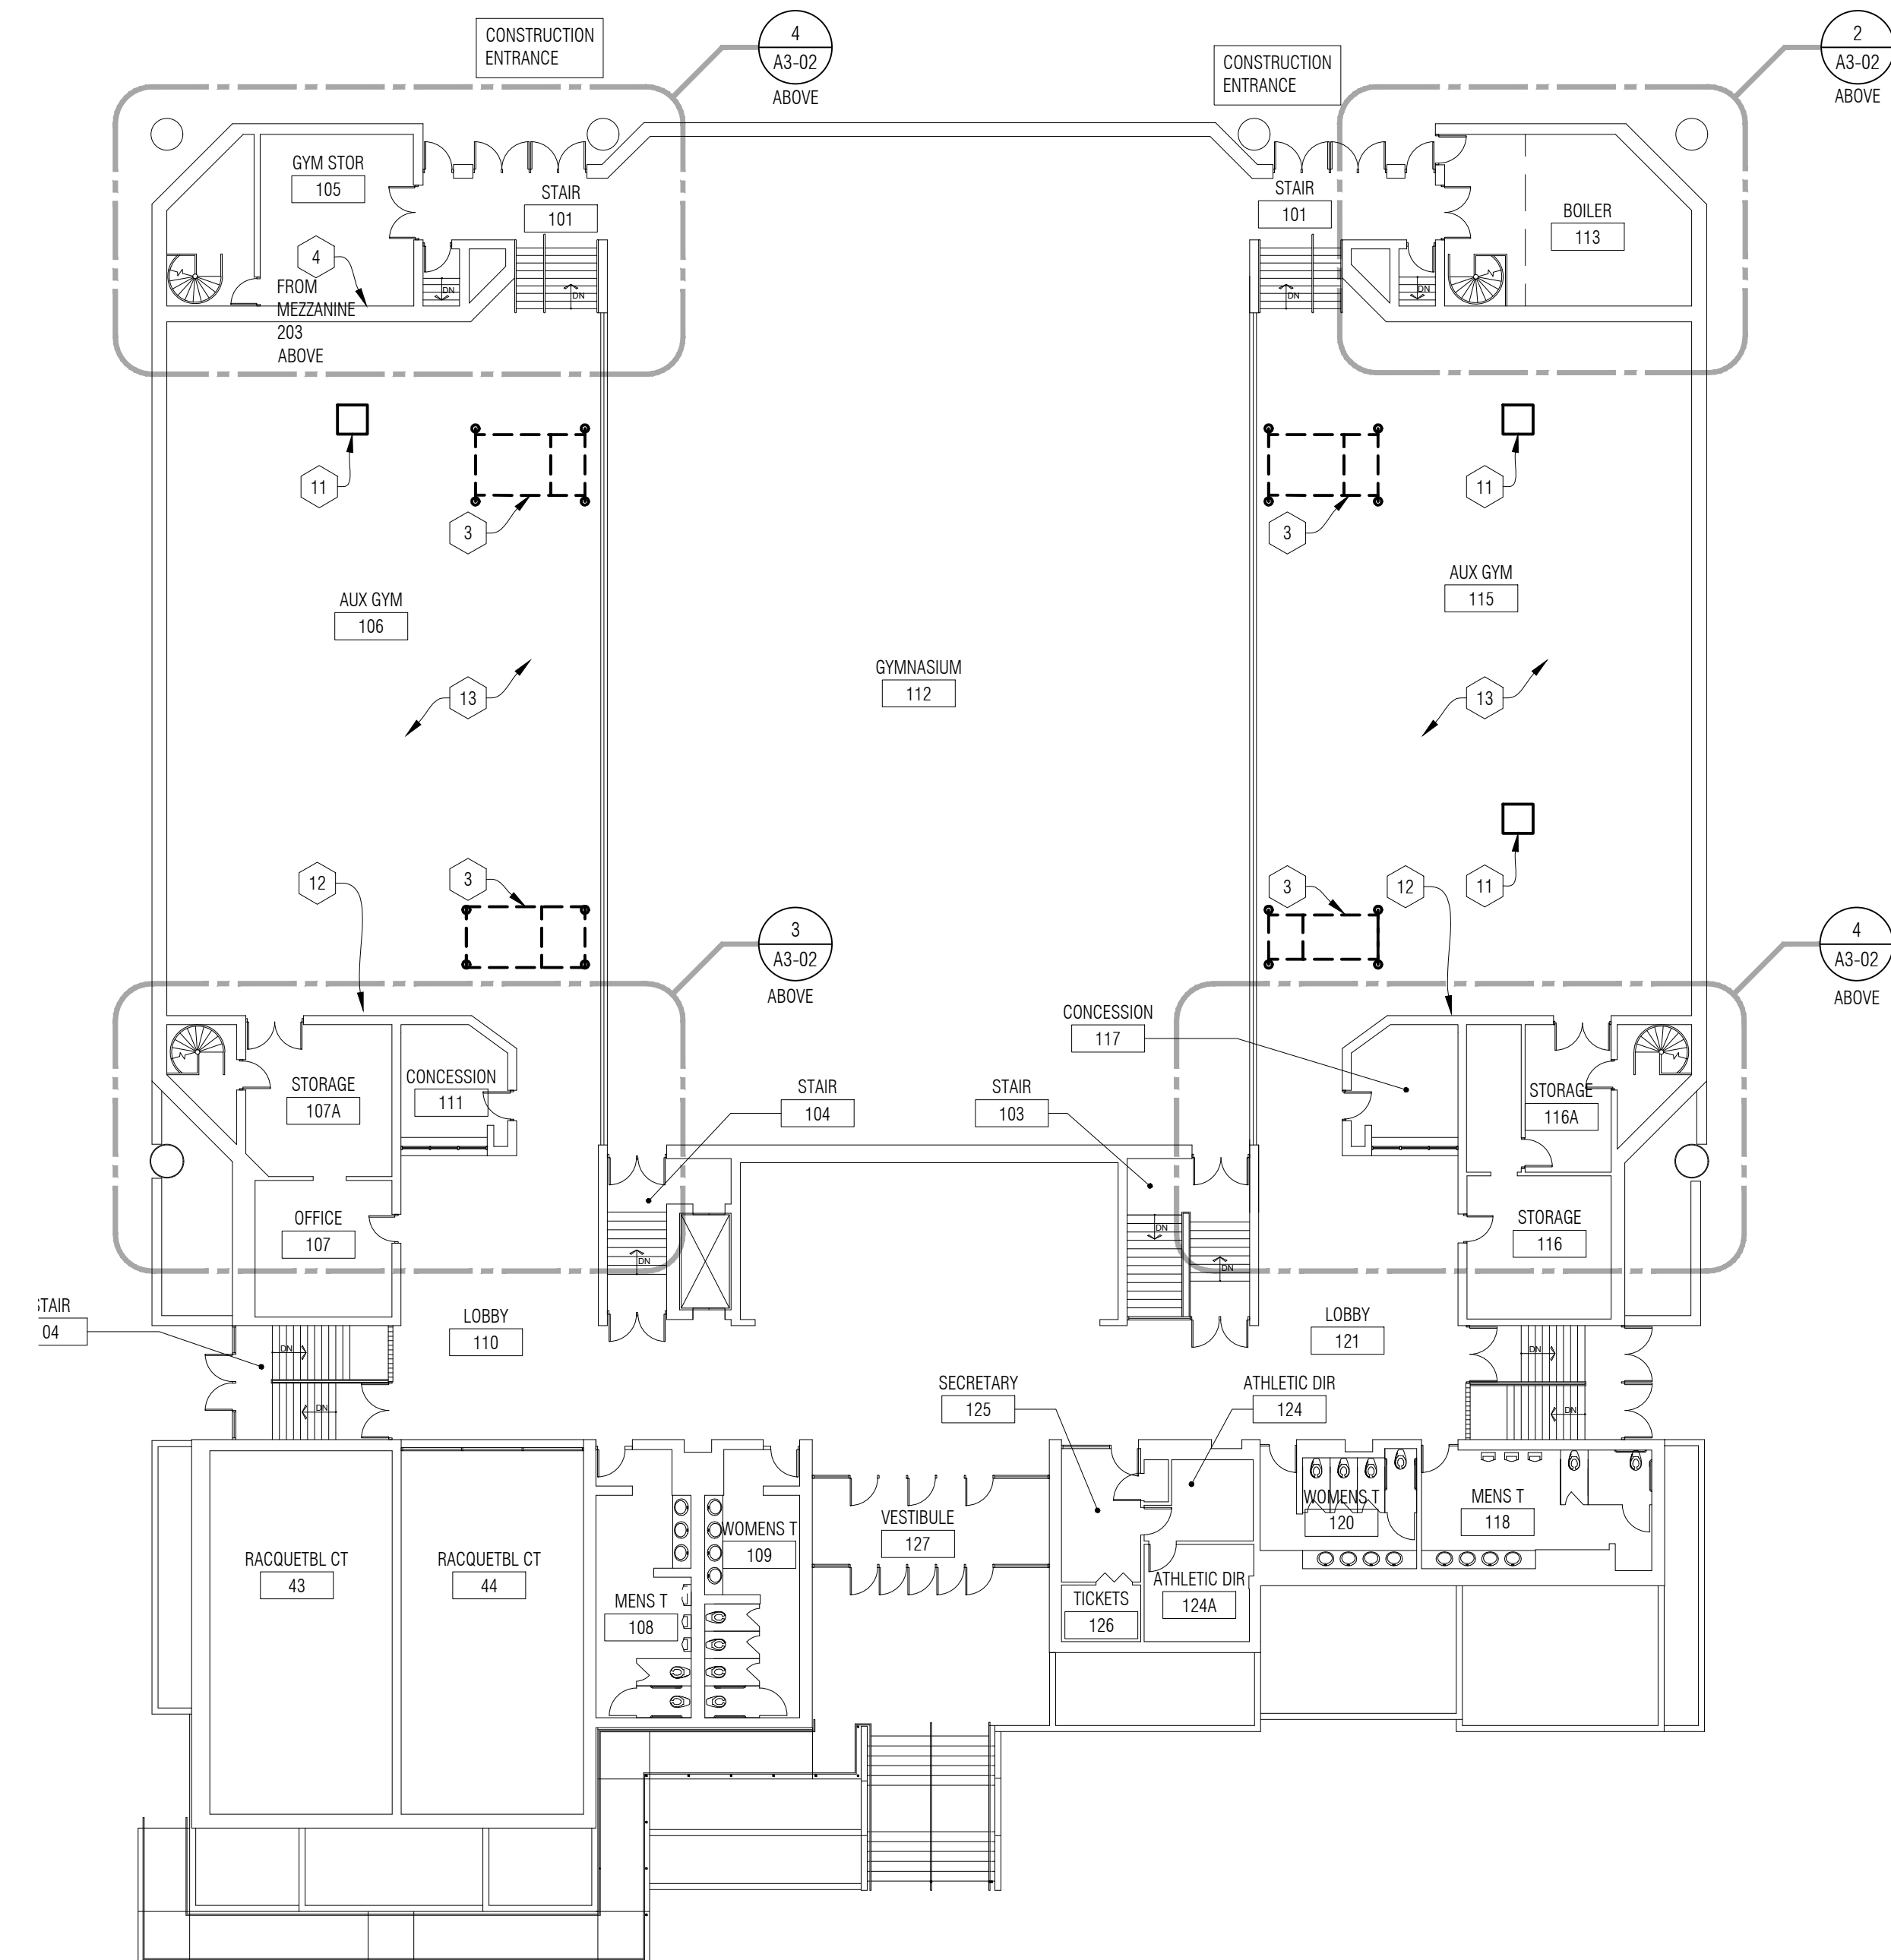 CONSTRUCTION
ENTRANCE
4
A3-02
ABOVE
CONSTRUCTION
ENTRANCE
2
A3-02
ABOVE
GYM STOR
105
STAIR
101
4
FROM
MEZZANINE
203
ABOVE
DN
DN
STAIR
101
BOILER
113
DN
DN
11
3
3
11
AUX GYM
106
AUX GYM
115
GYMNASIUM
112
13
13
12
3
3
12
11
3
A3-02
ABOVE
4
A3-02
ABOVE
CONCESSION
117
STORAGE
107A
CONCESSION
111
STAIR
104
STAIR
103
STORAGE
116A
OFFICE
107
DN
DN
DN
STORAGE
116
STAIR
04
LOBBY
110
LOBBY
121
DN
DN
DN
DN
SECRETARY
125
ATHLETIC DIR
124
RACQUETBL CT
43
RACQUETBL CT
44
WOMENS T
109
VESTIBULE
127
WOMENS T
120
MENS T
118
MENS T
108
TICKETS
126
ATHLETIC DIR
124A